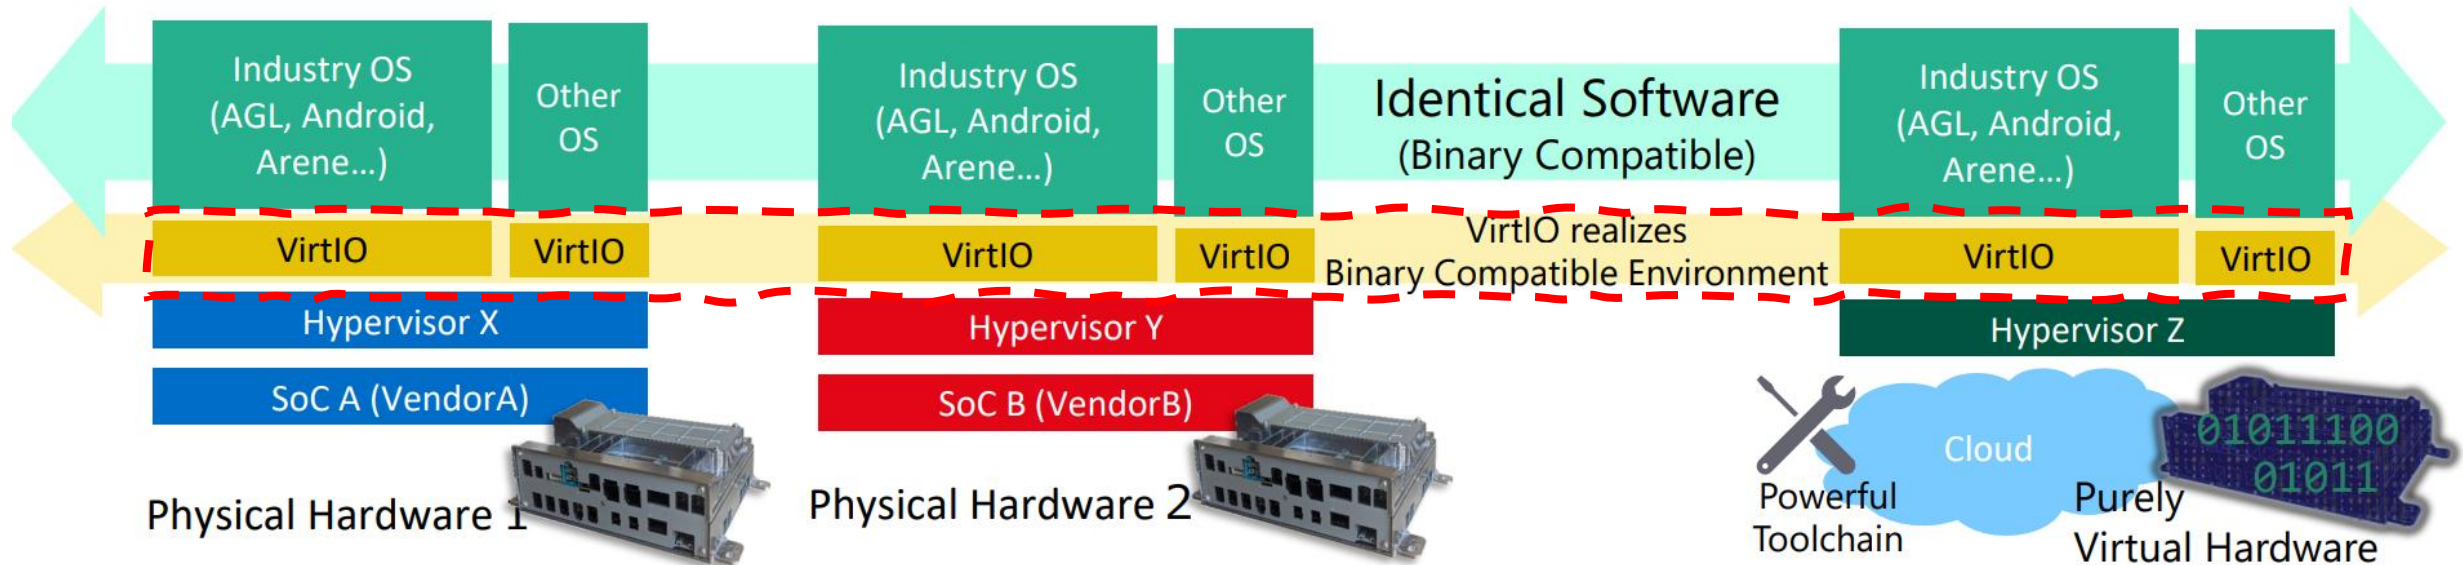 Industry OS
(AGL, Android,
Arene...)
Other
OS
Industry OS
(AGL, Android,
Arene...)
Other
OS
Identical Software
(Binary Compatible)
Industry OS
(AGL, Android,
Arene...)
Other
OS
VirtIO
VirtIO
VirtIO
VirtIO
VirtIO realizes
Binary Compatible Environment
VirtIO
VirtIO
Hypervisor X
Hypervisor Y
Hypervisor Z
SoC A (VendorA)
SoC B (VendorB)
Physical Hardware 1
Physical Hardware 2
Powerful
Toolchain
Cloud
01011100
01011
Purely
Virtual Hardware